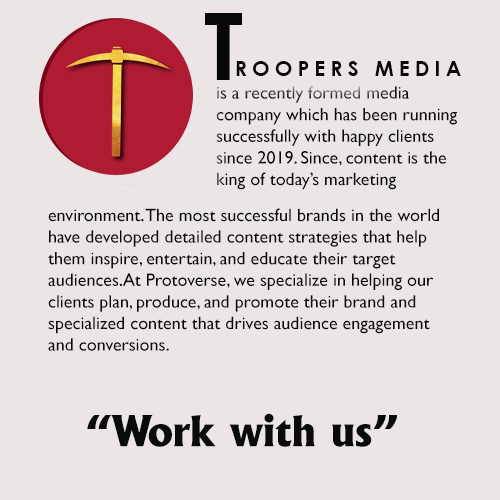 TROOPERS MEDIA
is a recently formed media
company which has been running
successfully with happy clients
since 2019. Since, content is the
king of today's marketing
environment. The most successful brands in the world
have developed detailed content strategies that help
them inspire, entertain, and educate their target
audiences.At Protoverse, we specialize in helping our
clients plan, produce, and promote their brand and
specialized content that drives audience engagement
and conversions.
“Work with us”